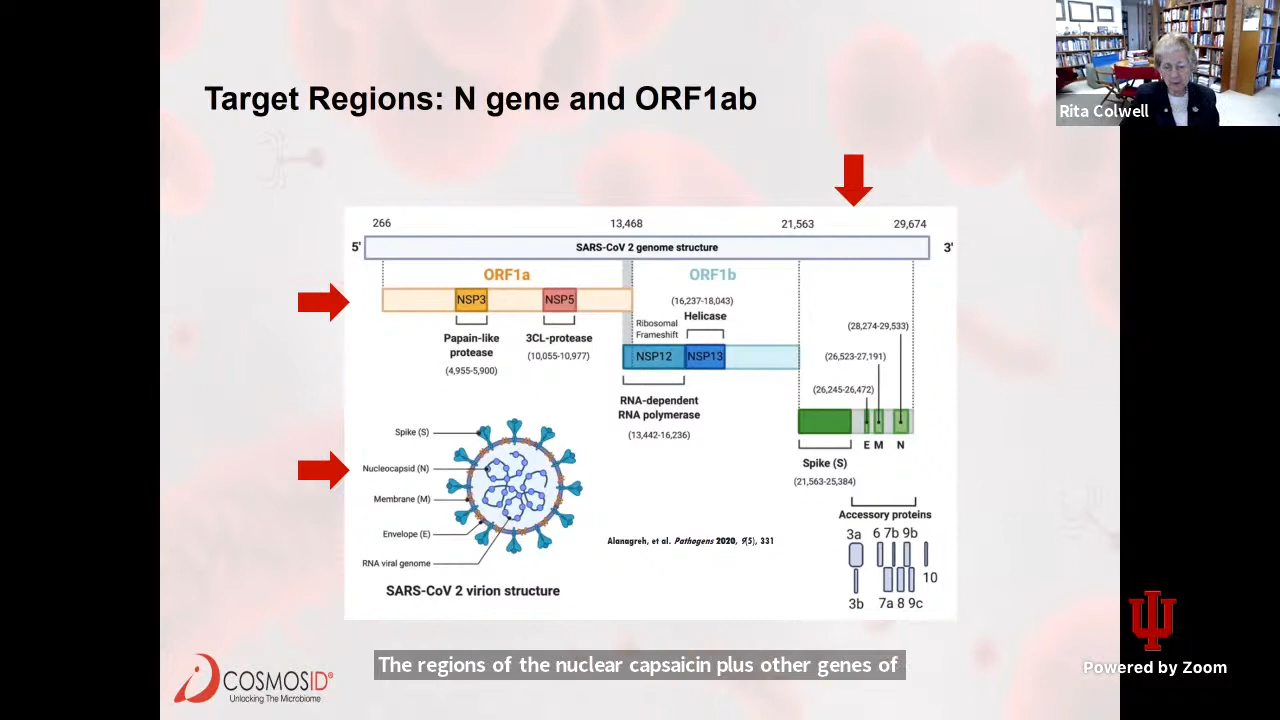 Target Regions: N gene and ORF1ab
Rita Colwell
266
13,468
21,563
29,674
5'
SARS-CoV 2 genome structure
3'
ORF1a
ORF1b
NSP3
NSP5
(16,237-18,043)
Helicase
Papain-like
protease
(4,955-5,900)
3CL-protease
(10,055-10,977)
Ribosomal
Frameshift
NSP12
NSP13
RNA-dependent
RNA polymerase
(13,442-16,236)
(28,274-29,533)
(26,523-27,191)
(26,245-26,472)
E M N
Spike (S)
(21,563-25,384)
Accessory proteins
3a 6 7b 9b
10
3b 7a 8 9c
Spike (S)
Nucleocapsid (N)
Membrane (M)
Envelope (E)
RNA viral genome
SARS-CoV 2 virion structure
Alanagreh, et al. Pathogens 2020, 9(5), 331
COSMOSID®
Unlocking The Microbiome
The regions of the nuclear capsaicin plus other genes of
Powered by Zoom